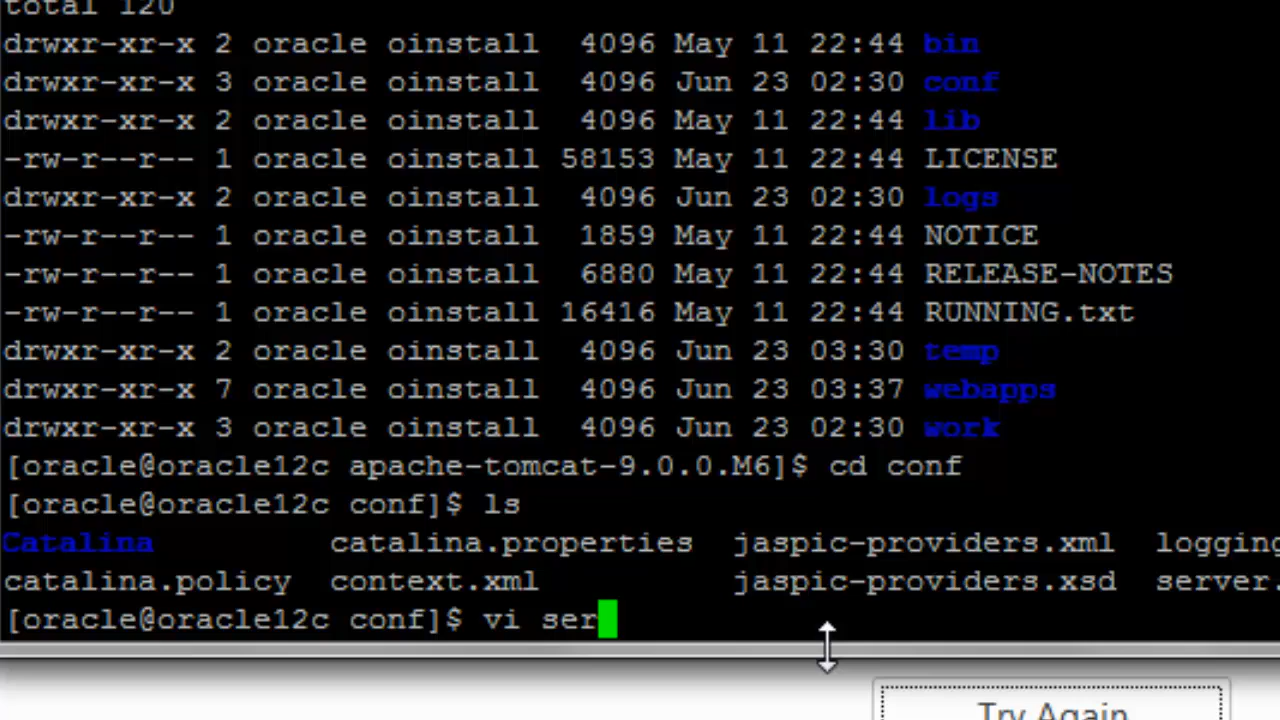 total 120
drwxr-xr-x 2 oracle oinstall  4096 May 11 22:44 bin
drwxr-xr-x 3 oracle oinstall  4096 Jun 23 02:30 conf
drwxr-xr-x 2 oracle oinstall  4096 May 11 22:44 lib
-rw-r--r-- 1 oracle oinstall 58153 May 11 22:44 LICENSE
drwxr-xr-x 2 oracle oinstall  4096 Jun 23 02:30 logs
-rw-r--r-- 1 oracle oinstall  1859 May 11 22:44 NOTICE
-rw-r--r-- 1 oracle oinstall  6880 May 11 22:44 RELEASE-NOTES
-rw-r--r-- 1 oracle oinstall 16416 May 11 22:44 RUNNING.txt
drwxr-xr-x 2 oracle oinstall  4096 Jun 23 03:30 temp
drwxr-xr-x 7 oracle oinstall  4096 Jun 23 03:37 webapps
drwxr-xr-x 3 oracle oinstall  4096 Jun 23 02:30 work
[oracle@oracle12c apache-tomcat-9.0.0.M6]$ cd conf
[oracle@oracle12c conf]$ ls
Catalina         catalina.properties  jaspic-providers.xml  logging
catalina.policy  context.xml          jaspic-providers.xsd  server.
[oracle@oracle12c conf]$ vi ser
Try Again